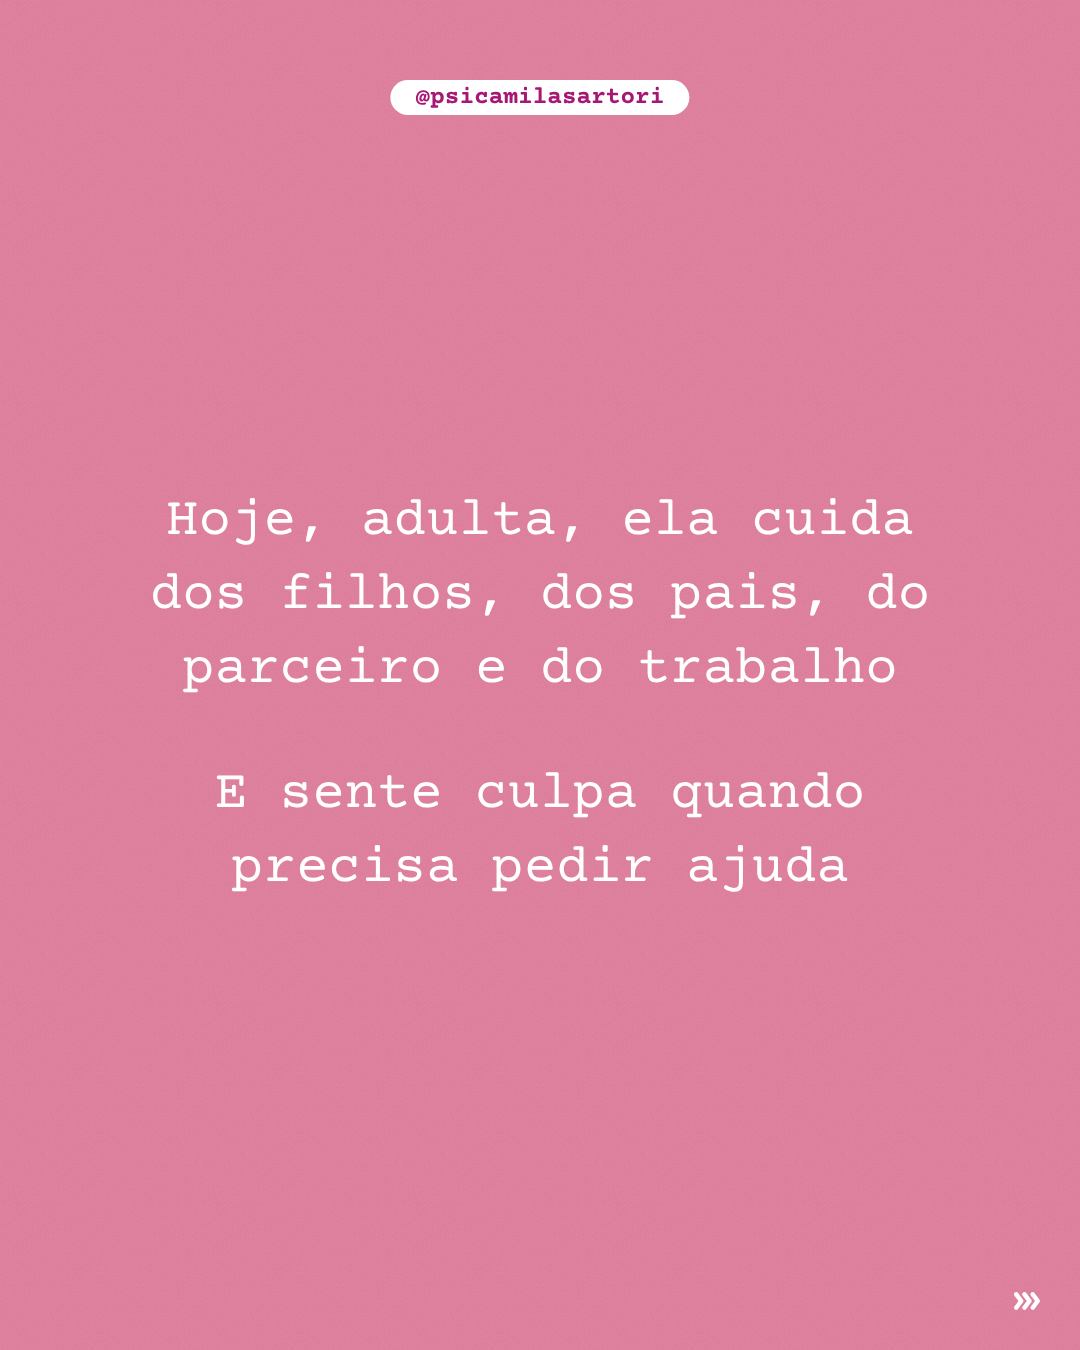 @psicamilasartori
Hoje, adulta, ela cuida
dos filhos, dos pais, do
parceiro e do trabalho
E sente culpa quando
precisa pedir ajuda